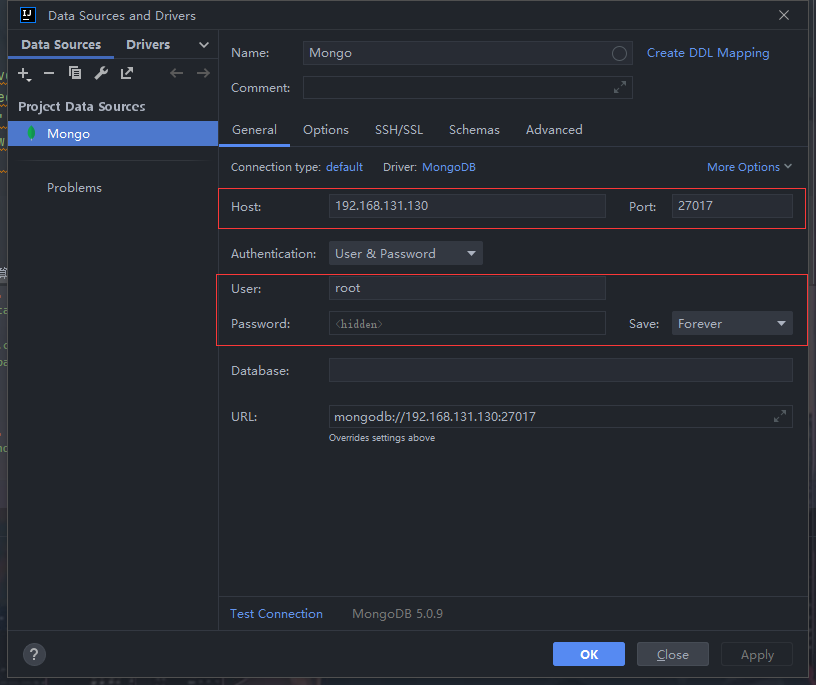 IJ
Data Sources and Drivers
Data Sources
Drivers
Project Data Sources
Mongo
Problems
Name:
Mongo
Create DDL Mapping
Comment:
General
Options
SSH/SSL
Schemas
Advanced
Connection type: default
Driver: MongoDB
More Options
Host:
192.168.131.130
Port:
27017
Authentication:
User & Password
User:
root
Password:
<hidden>
Save:
Forever
Database:
URL:
mongodb://192.168.131.130:27017
Overrides settings above
Test Connection
MongoDB 5.0.9
?
OK
Close
Apply